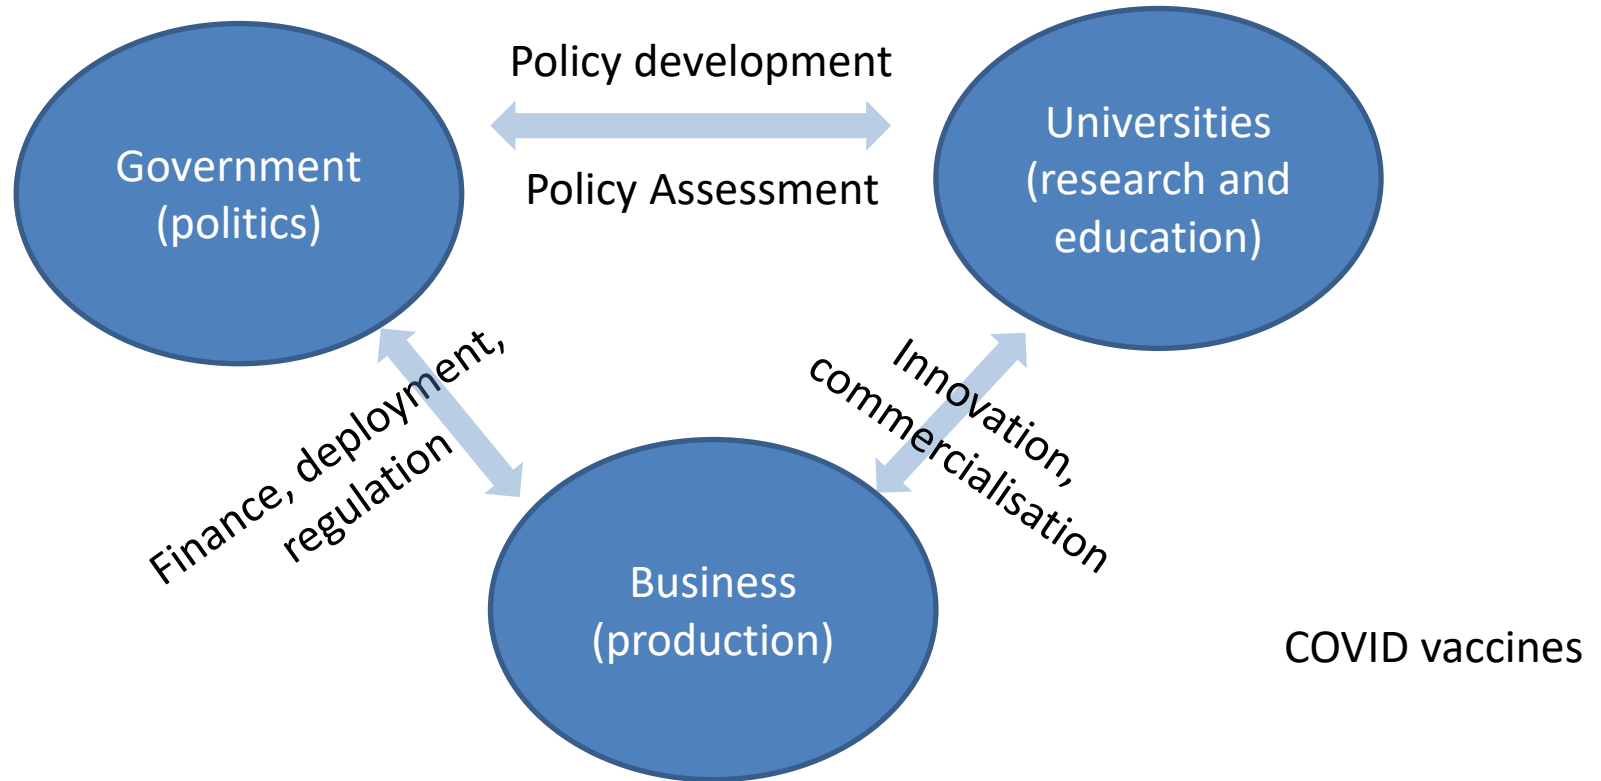 Policy development
Government
(politics)
Universities
(research and
education)
Policy Assessment
Finance, deployment,
regulation
Innovation,
commercialisation
Business
(production)
COVID vaccines